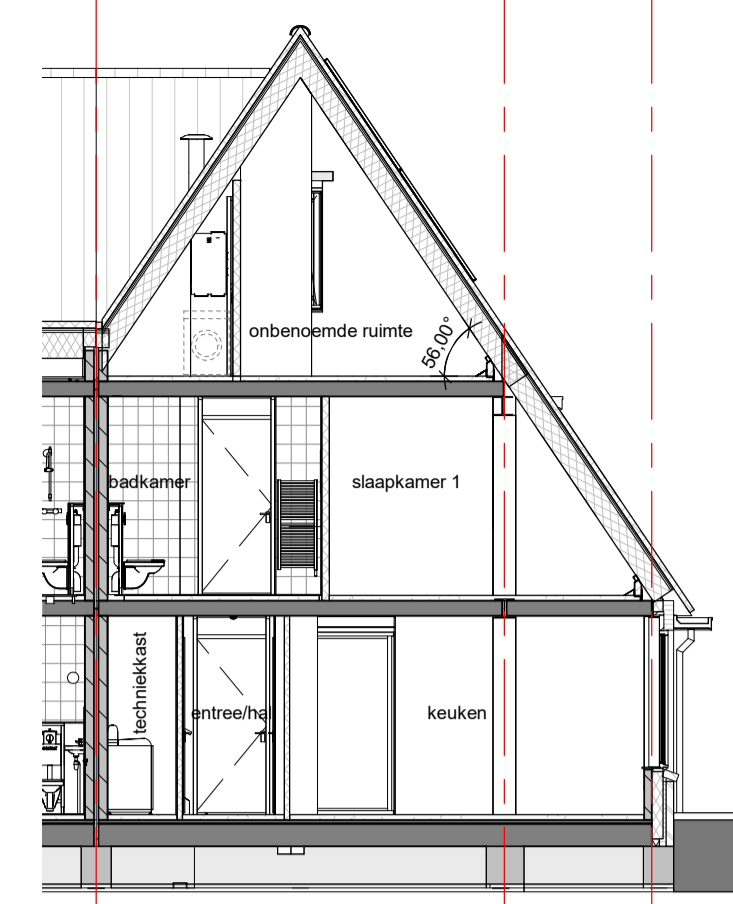 onbenoemde ruimte
56,00°
badkamer
slaapkamer 1
techniekkast
entree/hal
keuken